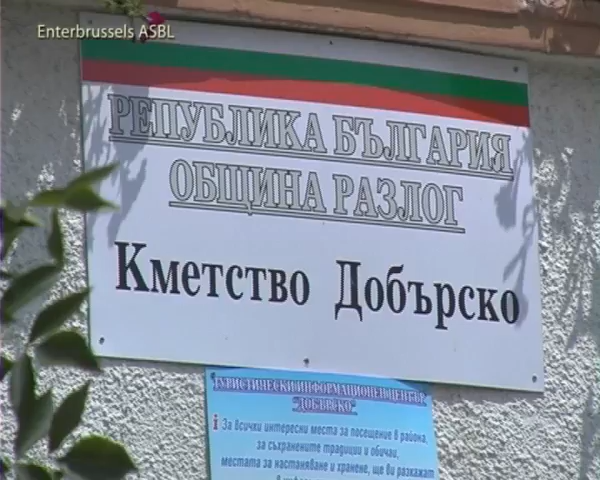 Enterbrussels ASBL
РЕПУБЛИКА БЪЛГАРИЯ
ОБЩИНА РАЗЛОГ
Кметство Добърско
ТУРИСТИЧЕСКИ ИНФОРМАЦИОНЕН ЦЕНТЪР
"ДОБЪРСКО"
i За всички интересни места за посещение в района,
за съхранените традиции и обичаи,
местата за настаняване и хранене, ще ви разкажат